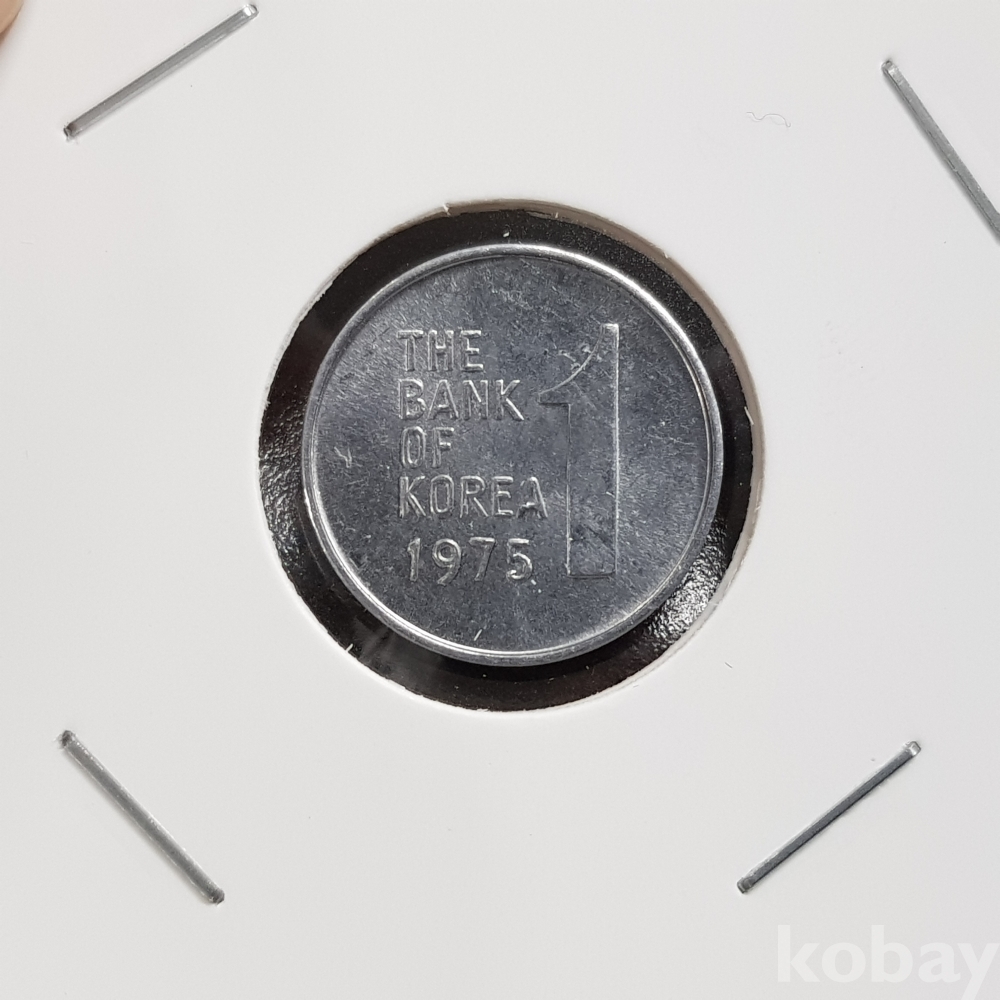 THE
BANK
OF
KOREA
1975
1
kobay